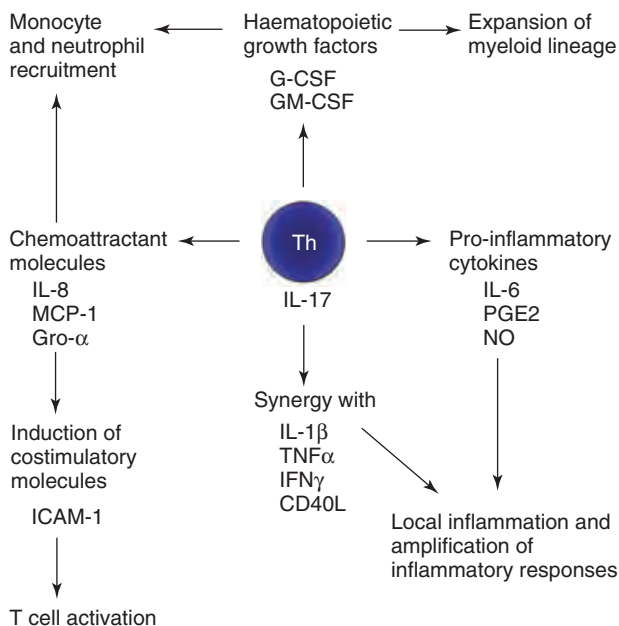 Monocyte
and neutrophil
recruitment
Haematopoietic
growth factors
G-CSF
GM-CSF
Expansion of
myeloid lineage
Chemoattractant
molecules
IL-8
MCP-1
Gro-α
Th
IL-17
Pro-inflammatory
cytokines
IL-6
PGE2
NO
Induction of
costimulatory
molecules
ICAM-1
Synergy with
IL-1β
TNFα
IFNγ
CD40L
Local inflammation and
amplification of
inflammatory responses
T cell activation